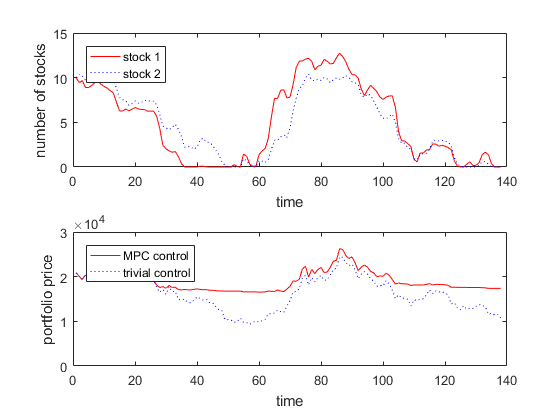 15
10
5
0
number of stocks
stock 1
stock 2
0 20 40 60 80 100 120 140
time
×10^4
3
2
1
0
portfolio price
MPC control
trivial control
0 20 40 60 80 100 120 140
time